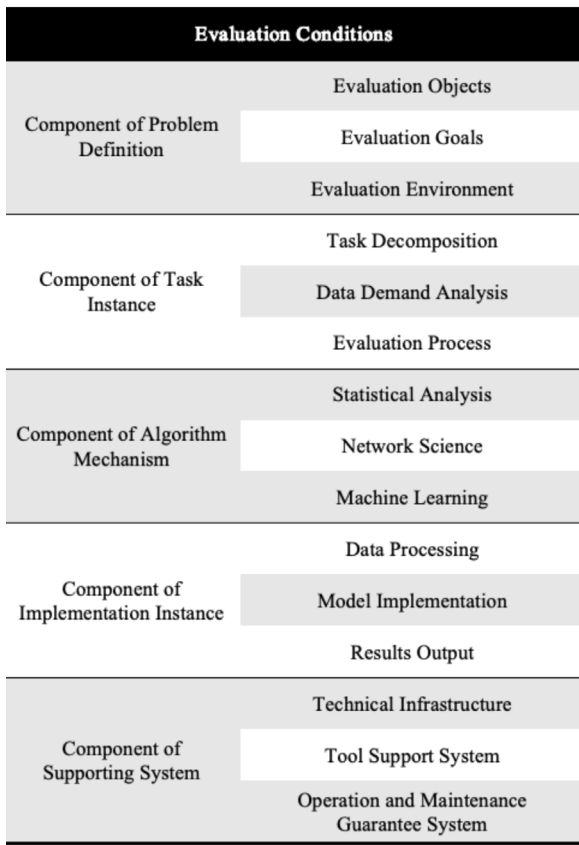 Evaluation Conditions
Component of Problem
Definition
Evaluation Objects
Evaluation Goals
Evaluation Environment
Component of Task
Instance
Task Decomposition
Data Demand Analysis
Evaluation Process
Component of Algorithm
Mechanism
Statistical Analysis
Network Science
Machine Learning
Component of
Implementation Instance
Data Processing
Model Implementation
Results Output
Component of
Supporting System
Technical Infrastructure
Tool Support System
Operation and Maintenance
Guarantee System